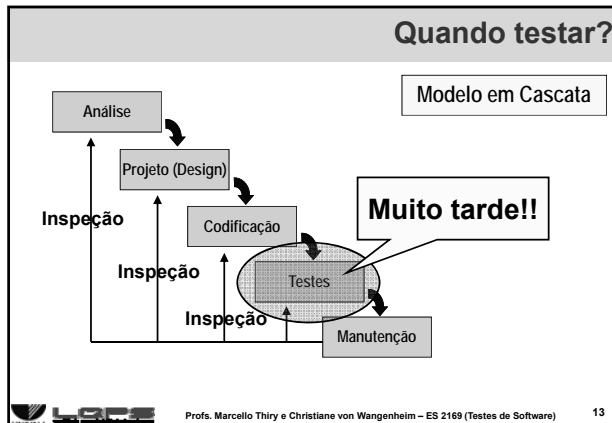 Quando testar?
Modelo em Cascata
Análise
Projeto (Design)
Inspeção
Codificação
Muito tarde!!
Inspeção
Testes
Inspeção
Manutenção
Profs. Marcello Thiry e Christiane von Wangenheim – ES 2169 (Testes de Software)
13